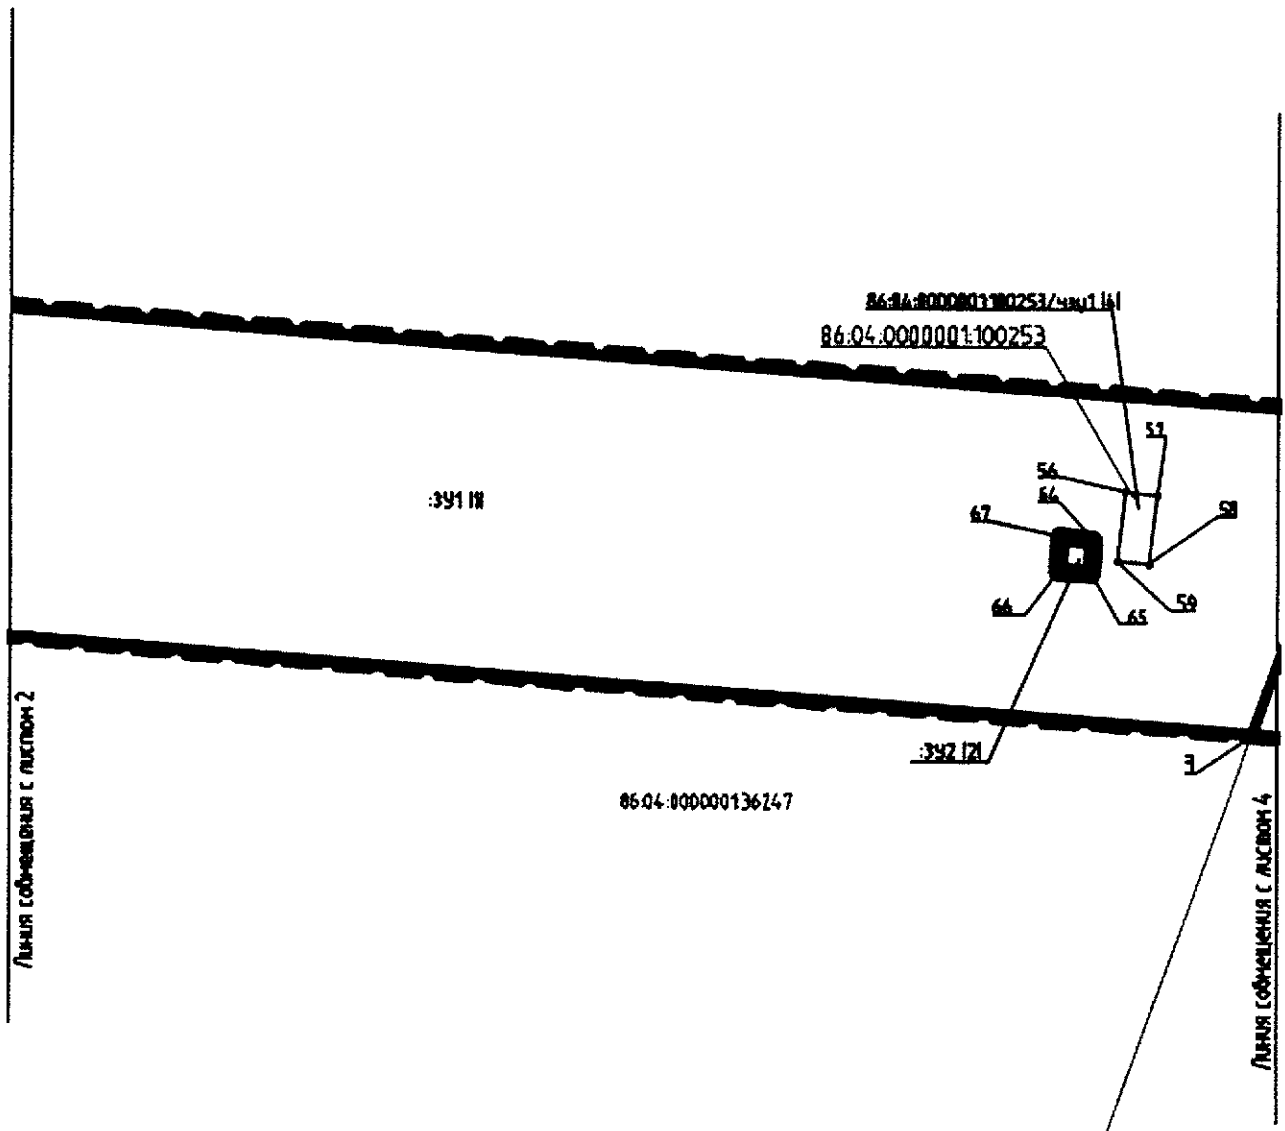 86:04:0000001:100253/чзу1 [4]
86:04:0000001:100253
57
56
64
58
:ЗУ1 [1]
67
59
66
65
Линия совмещения с листом 2
:ЗУ2 [2]
3
86:04:0000001:36247
Линия совмещения с листом 4